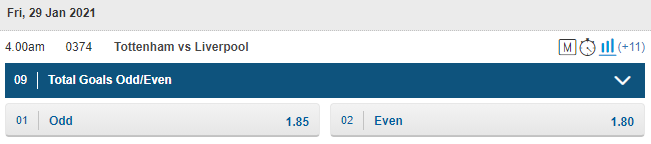 Fri, 29 Jan 2021
4.00am 0374 Tottenham vs Liverpool M (+11)
09 Total Goals Odd/Even
01 Odd 1.85 02 Even 1.80